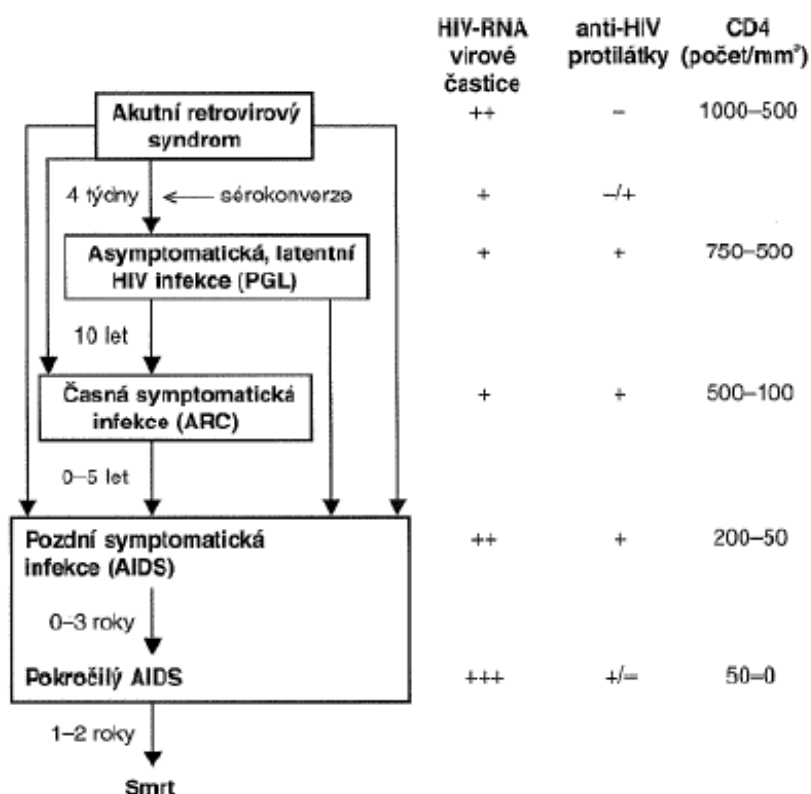 HIV-RNA anti-HIV CD4
virové protilátky (počet/mm³)
častice
Akutní retrovirový ++ – 1000–500
syndrom
4 týdny sérokonverze + –/+
Asymptomatická, latentní + + 750–500
HIV infekce (PGL)
10 let
Časná symptomatická + + 500–100
infekce (ARC)
0–5 let
Pozdní symptomatická ++ + 200–50
infekce (AIDS)
0–3 roky
Pokročilý AIDS +++ +/– 50–0
1–2 roky
Smrt